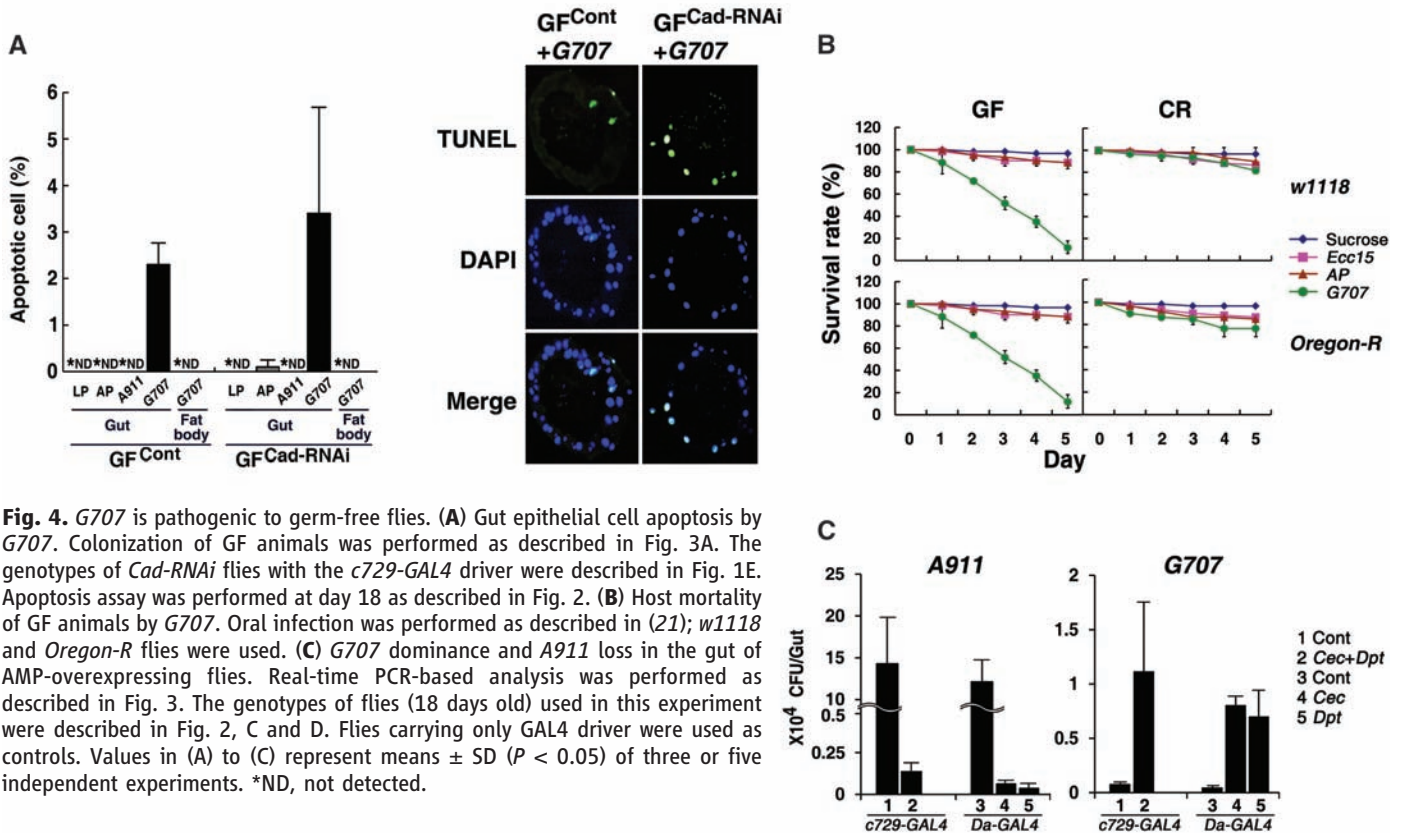 A
Apoptotic cell (%)
6
5
4
3
2
1
0
*ND *ND *ND *ND *ND *ND *ND
LP AP A911 G707 G707 LP AP A911 G707 G707
Gut Fat body Gut Fat body
GF Cont GF Cad-RNAi
GF Cont +G707
GF Cad-RNAi +G707
TUNEL
DAPI
Merge
B
GF CR
Survival rate (%)
120
100
80
60
40
20
0
w1118
120
100
80
60
40
20
0
Oregon-R
Sucrose
Ecc15
AP
G707
0 1 2 3 4 5 0 1 2 3 4 5
Day
Fig. 4. G707 is pathogenic to germ-free flies. (A) Gut epithelial cell apoptosis by
G707. Colonization of GF animals was performed as described in Fig. 3A. The
genotypes of Cad-RNAi flies with the c729-GAL4 driver were described in Fig. 1E.
Apoptosis assay was performed at day 18 as described in Fig. 2. (B) Host mortality
of GF animals by G707. Oral infection was performed as described in (21); w1118
and Oregon-R flies were used. (C) G707 dominance and A911 loss in the gut of
AMP-overexpressing flies. Real-time PCR-based analysis was performed as
described in Fig. 3. The genotypes of flies (18 days old) used in this experiment
were described in Fig. 2, C and D. Flies carrying only GAL4 driver were used as
controls. Values in (A) to (C) represent means ± SD (P < 0.05) of three or five
independent experiments. *ND, not detected.
C
A911
X10⁴ CFU/Gut
25
20
15
10
0.5
0.25
0
1 2 3 4 5
c729-GAL4 Da-GAL4
G707
2
1.5
1
0.5
0
1 2 3 4 5
c729-GAL4 Da-GAL4
1 Cont
2 Cec+Dpt
3 Cont
4 Cec
5 Dpt